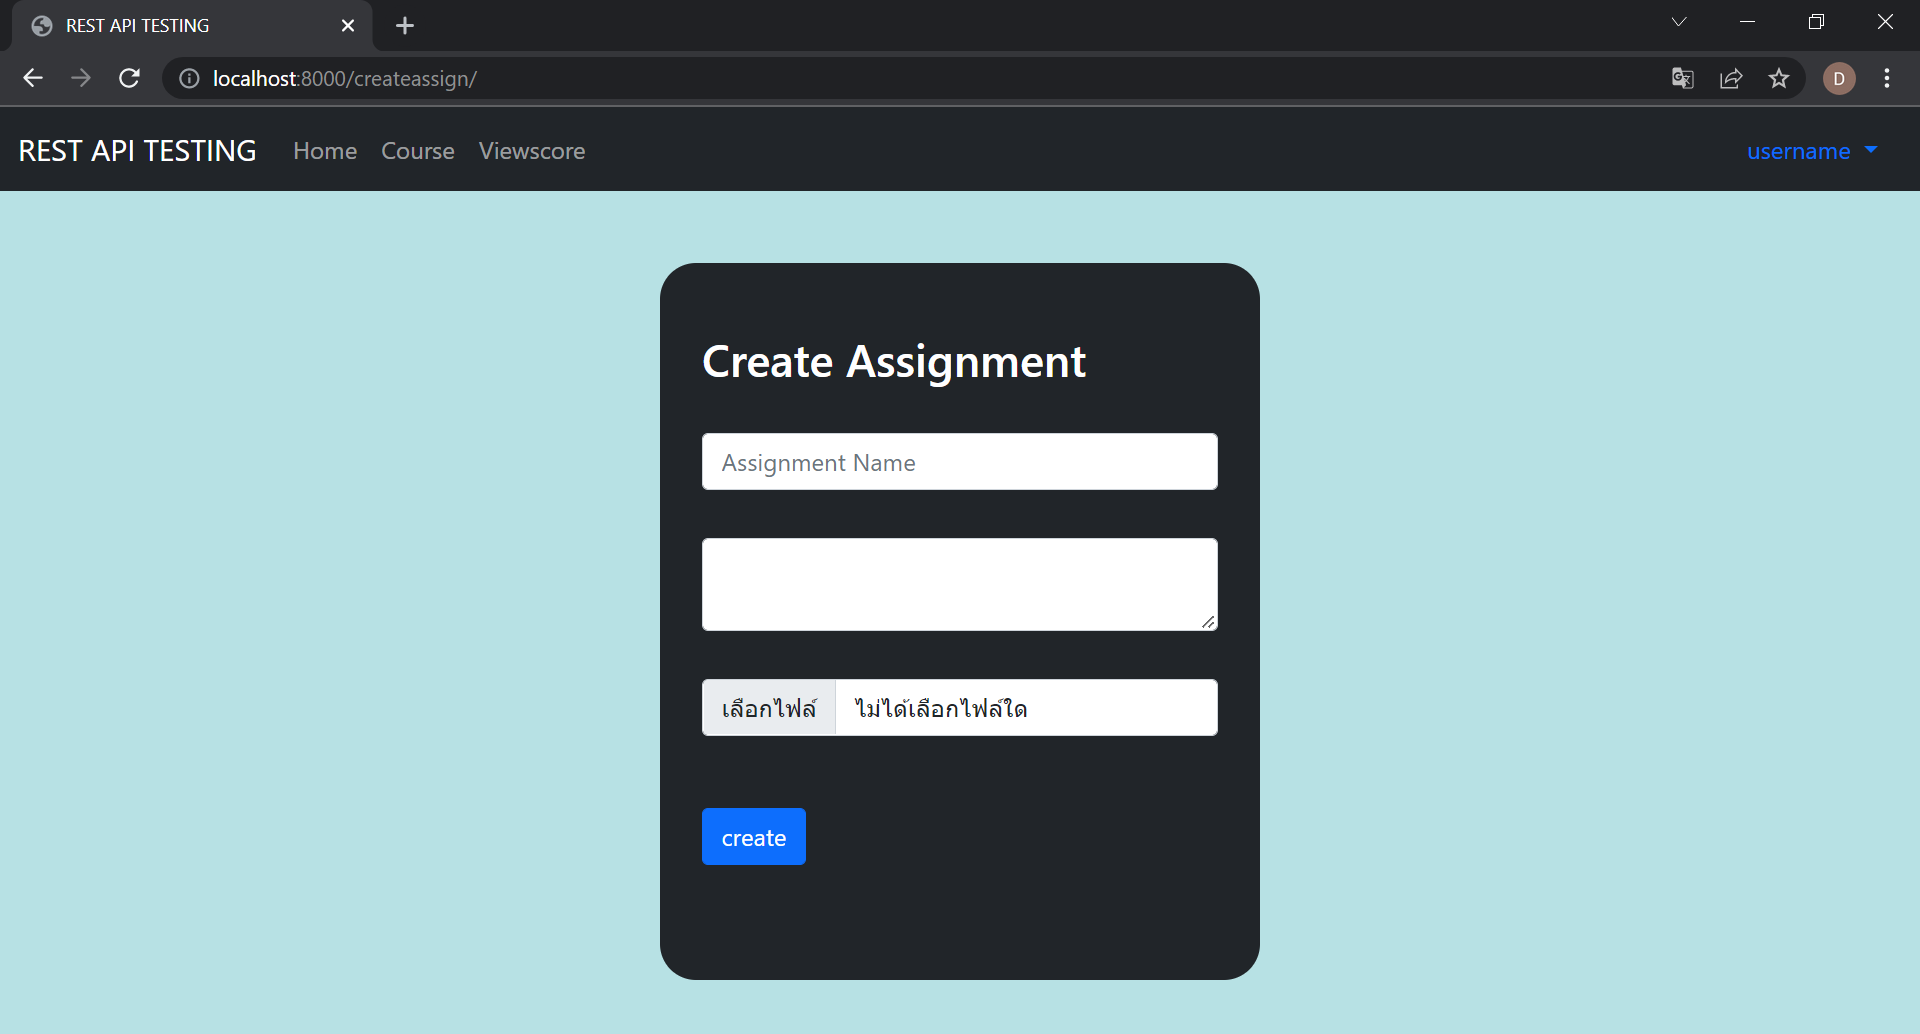 REST API TESTING
localhost:8000/createassign/
D
REST API TESTING Home Course Viewscore username
Create Assignment
Assignment Name
เลือกไฟล์ ไม่ได้เลือกไฟล์ใด
create